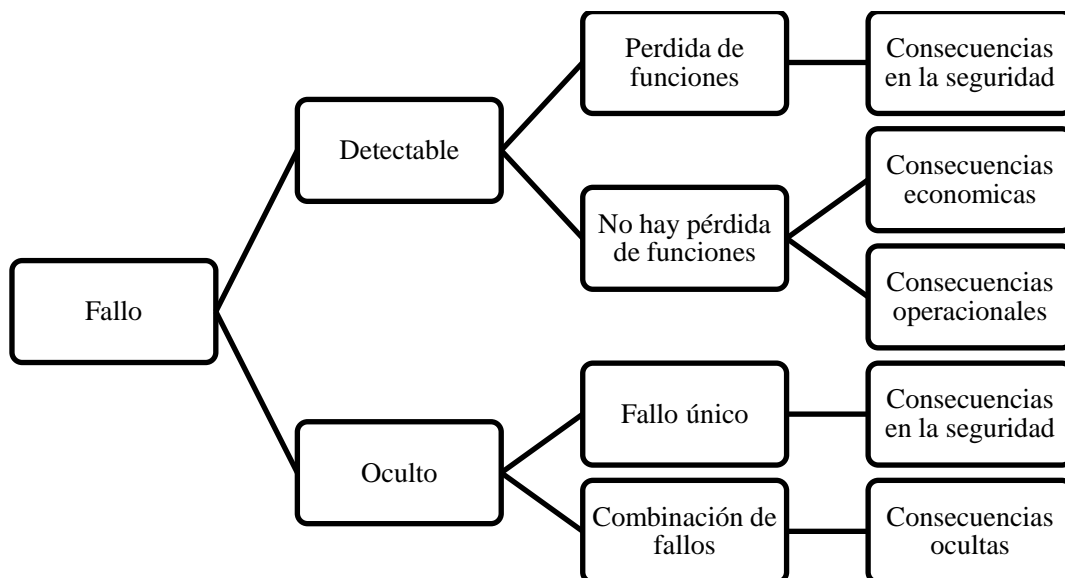 Fallo
Detectable
Perdida de
funciones
Consecuencias
en la seguridad
No hay pérdida
de funciones
Consecuencias
economicas
Consecuencias
operacionales
Oculto
Fallo único
Consecuencias
en la seguridad
Combinación de
fallos
Consecuencias
ocultas